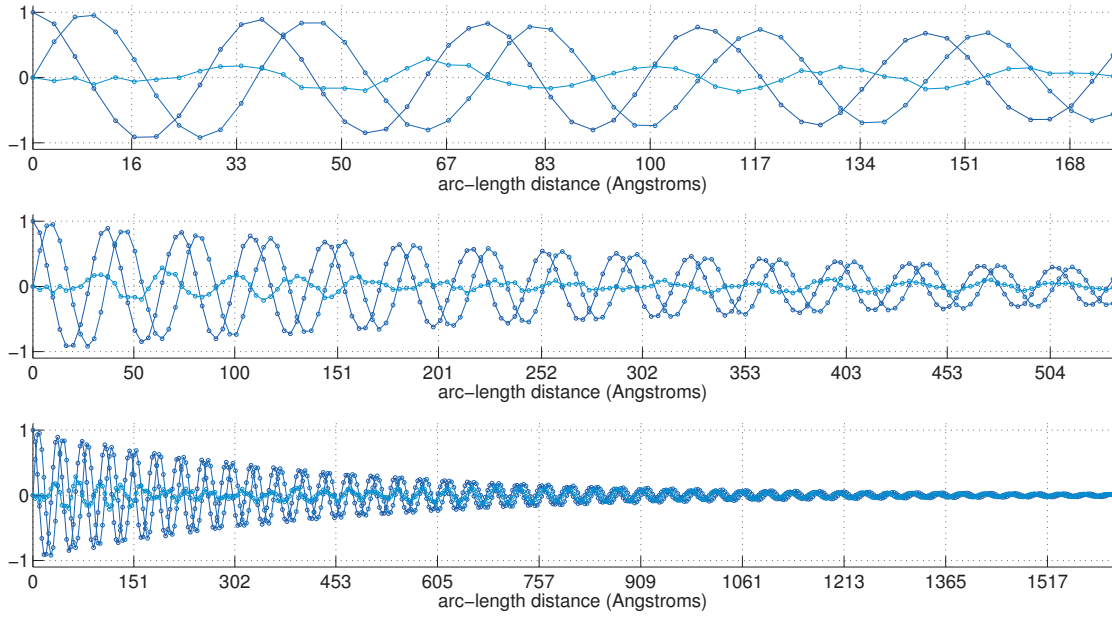 1
0
−1
0 16 33 50 67 83 100 117 134 151 168
arc−length distance (Angstroms)
1
0
−1
0 50 100 151 201 252 302 353 403 453 504
arc−length distance (Angstroms)
1
0
−1
0 151 302 453 605 757 909 1061 1213 1365 1517
arc−length distance (Angstroms)